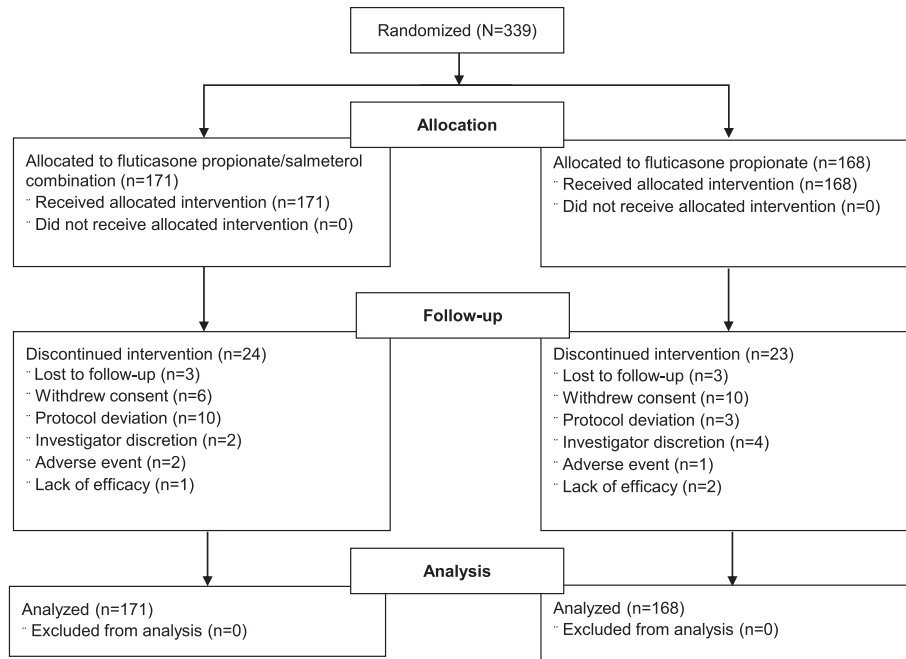 Randomized (N=339)
Allocation
Allocated to fluticasone propionate/salmeterol
combination (n=171)
¨ Received allocated intervention (n=171)
¨ Did not receive allocated intervention (n=0)
Allocated to fluticasone propionate (n=168)
¨ Received allocated intervention (n=168)
¨ Did not receive allocated intervention (n=0)
Follow-up
Discontinued intervention (n=24)
¨ Lost to follow-up (n=3)
¨ Withdrew consent (n=6)
¨ Protocol deviation (n=10)
¨ Investigator discretion (n=2)
¨ Adverse event (n=2)
¨ Lack of efficacy (n=1)
Discontinued intervention (n=23)
¨ Lost to follow-up (n=3)
¨ Withdrew consent (n=10)
¨ Protocol deviation (n=3)
¨ Investigator discretion (n=4)
¨ Adverse event (n=1)
¨ Lack of efficacy (n=2)
Analysis
Analyzed (n=171)
¨ Excluded from analysis (n=0)
Analyzed (n=168)
¨ Excluded from analysis (n=0)